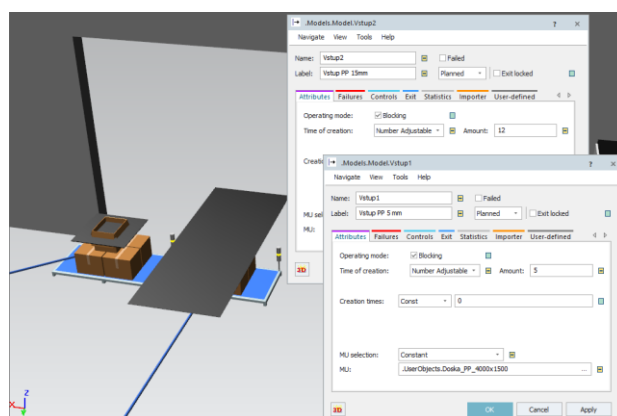 .Models.Model.Vstup2 ? ×
Navigate View Tools Help
Name: Vstup2 Failed
Label: Vstup PP 15mm Planned Exit locked
Attributes Failures Controls Exit Statistics Importer User-defined
Operating mode: Blocking
Time of creation: Number Adjustable Amount: 12
Creatio
MU sel
MU:
3D
.Models.Model.Vstup1 ? ×
Navigate View Tools Help
Name: Vstup1 Failed
Label: Vstup PP 5 mm Planned Exit locked
Attributes Failures Controls Exit Statistics Importer User-defined
Operating mode: Blocking
Time of creation: Number Adjustable Amount: 5
Creation times: Const 0
MU selection: Constant
MU: .UserObjects.Doska_PP_4000x1500 ...
3D OK Cancel Apply
Z
X